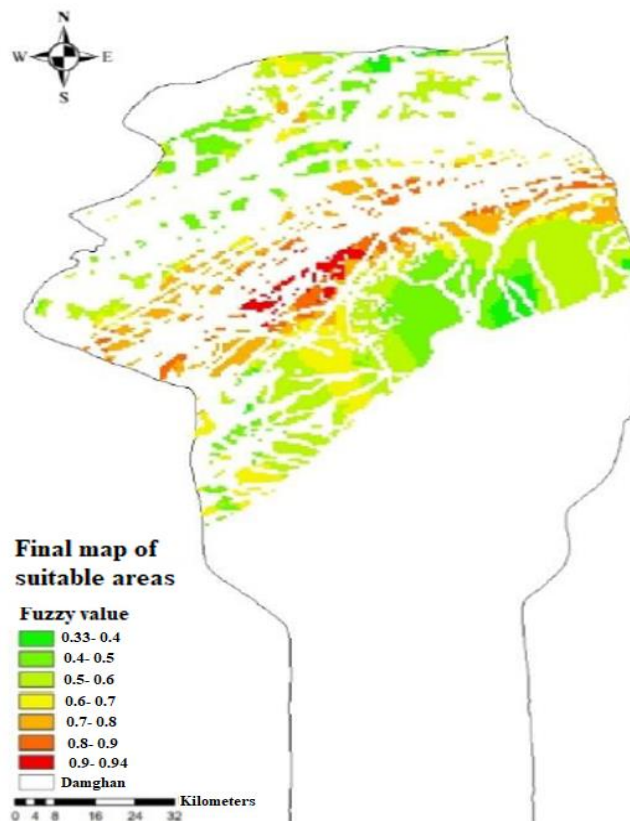 N
W E
S
Final map of
suitable areas
Fuzzy value
0.33- 0.4
0.4- 0.5
0.5- 0.6
0.6- 0.7
0.7- 0.8
0.8- 0.9
0.9- 0.94
Damghan
Kilometers
0 4 8 16 24 32